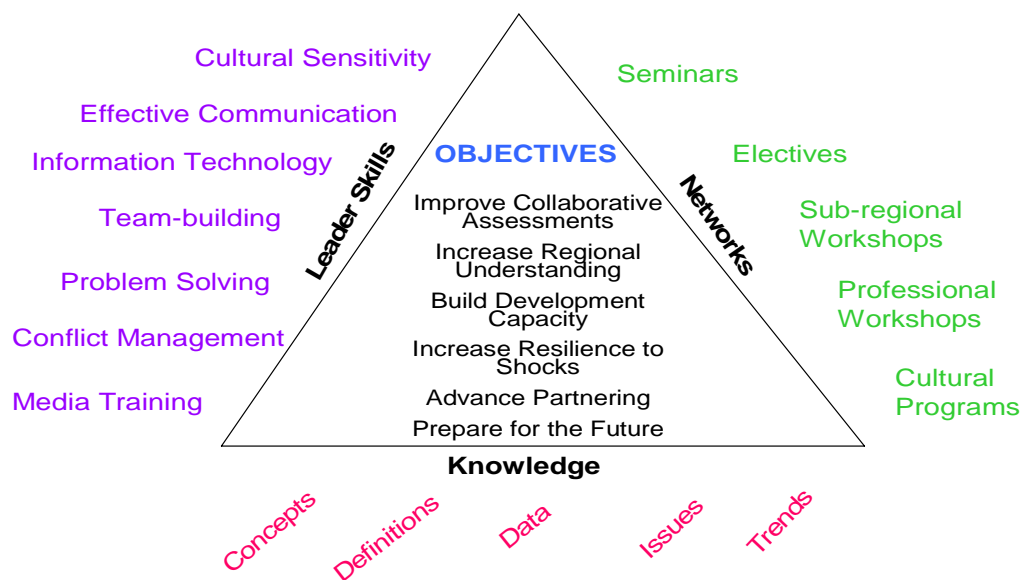 Cultural Sensitivity
Effective Communication
Information Technology
Team-building
Problem Solving
Conflict Management
Media Training
Leader Skills
OBJECTIVES
Improve Collaborative
Assessments
Increase Regional
Understanding
Build Development
Capacity
Increase Resilience to
Shocks
Advance Partnering
Prepare for the Future
Networks
Seminars
Electives
Sub-regional
Workshops
Professional
Workshops
Cultural
Programs
Knowledge
Concepts
Definitions
Data
Issues
Trends